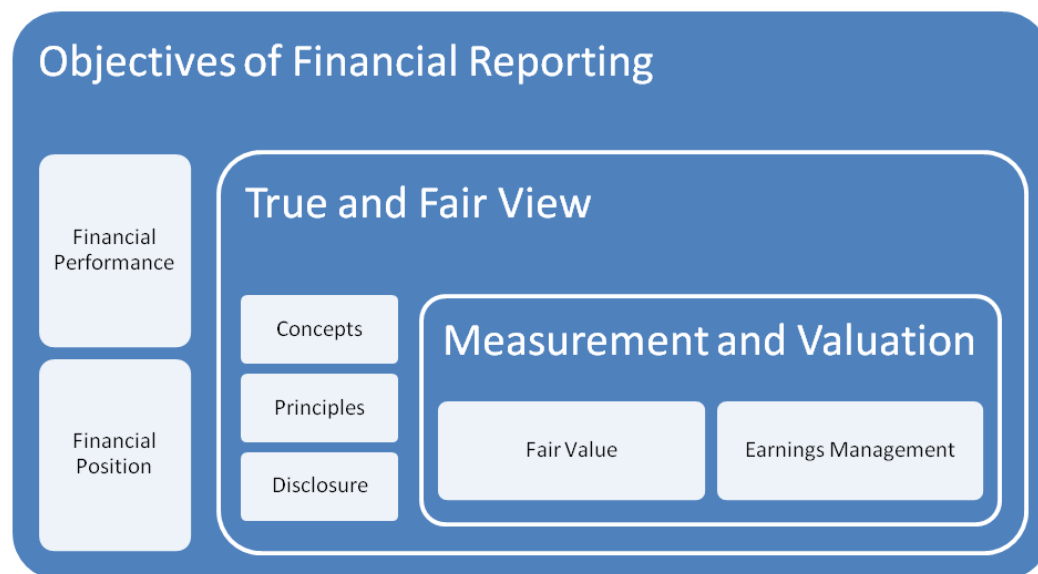 Objectives of Financial Reporting
Financial
Performance
Financial
Position
True and Fair View
Concepts
Principles
Disclosure
Measurement and Valuation
Fair Value
Earnings Management